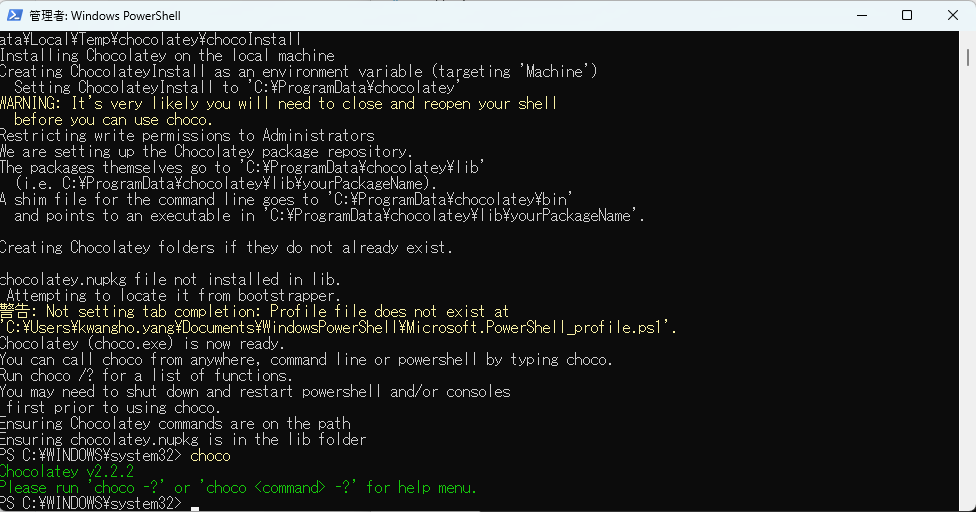 管理者: Windows PowerShell
ata¥Local¥Temp¥chocolatey¥chocoInstall
Installing Chocolatey on the local machine
Creating ChocolateyInstall as an environment variable (targeting 'Machine')
  Setting ChocolateyInstall to 'C:¥ProgramData¥chocolatey'
WARNING: It's very likely you will need to close and reopen your shell
  before you can use choco.
Restricting write permissions to Administrators
We are setting up the Chocolatey package repository.
The packages themselves go to 'C:¥ProgramData¥chocolatey¥lib'
  (i.e. C:¥ProgramData¥chocolatey¥lib¥yourPackageName).
A shim file for the command line goes to 'C:¥ProgramData¥chocolatey¥bin'
  and points to an executable in 'C:¥ProgramData¥chocolatey¥lib¥yourPackageName'.
Creating Chocolatey folders if they do not already exist.
chocolatey.nupkg file not installed in lib.
 Attempting to locate it from bootstrapper.
警告: Not setting tab completion: Profile file does not exist at
'C:¥Users¥kwangho.yang¥Documents¥WindowsPowerShell¥Microsoft.PowerShell_profile.ps1'.
Chocolatey (choco.exe) is now ready.
You can call choco from anywhere, command line or powershell by typing choco.
Run choco /? for a list of functions.
You may need to shut down and restart powershell and/or consoles
 first prior to using choco.
Ensuring Chocolatey commands are on the path
Ensuring chocolatey.nupkg is in the lib folder
PS C:¥WINDOWS¥system32> choco
Chocolatey v2.2.2
Please run 'choco -?' or 'choco <command> -?' for help menu.
PS C:¥WINDOWS¥system32>